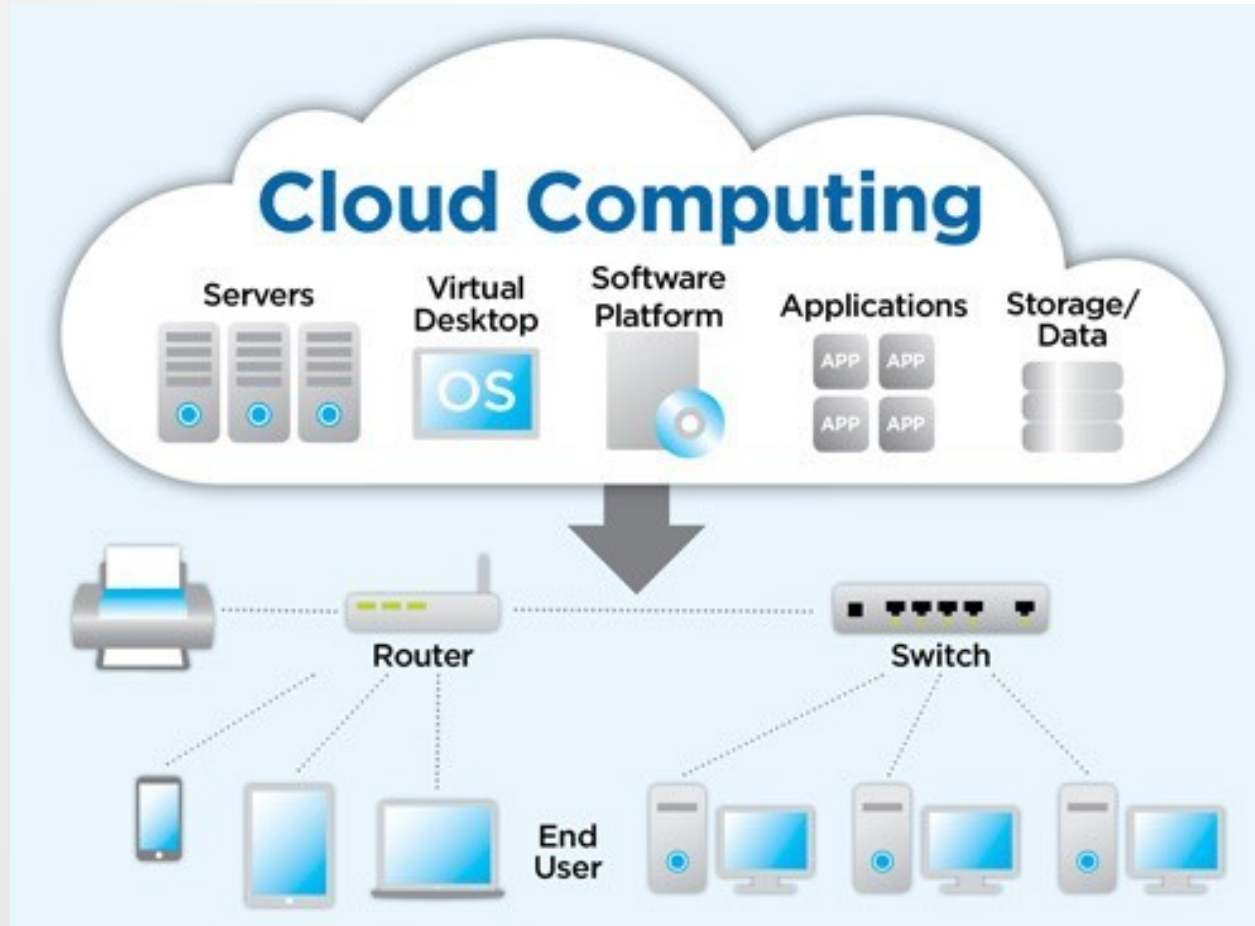 Cloud Computing
Servers
Virtual
Desktop
OS
Software
Platform
Applications
APP APP
APP APP
Storage/
Data
Router
Switch
End
User